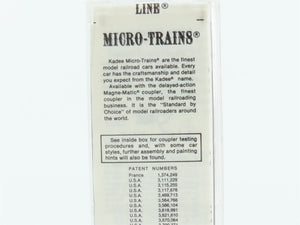 LINE®
MICRO-TRAINS®
Kadee Micro-Trains® are the finest
model railroad cars available. Every
car has the craftsmanship and detail
you expect from the name "Kadee®.
Available with the delayed-action
Magne-Matic® coupler, the finest
coupler in the model railroading
business. It is the "Standard by
Choice" of model railroaders around
the world.
See inside box for coupler testing
procedures and, with some car
styles, further assembly and painting
hints will also be found.
PATENT NUMBERS
France 1,374,249
U.S.A. 3,111,229
U.S.A. 3,115,255
U.S.A. 3,117,676
U.S.A. 3,469,713
U.S.A. 3,564,766
U.S.A. 3,586,104
U.S.A. 3,618,991
U.S.A. 3,621,610
U.S.A. 3,670,064
U.S.A.